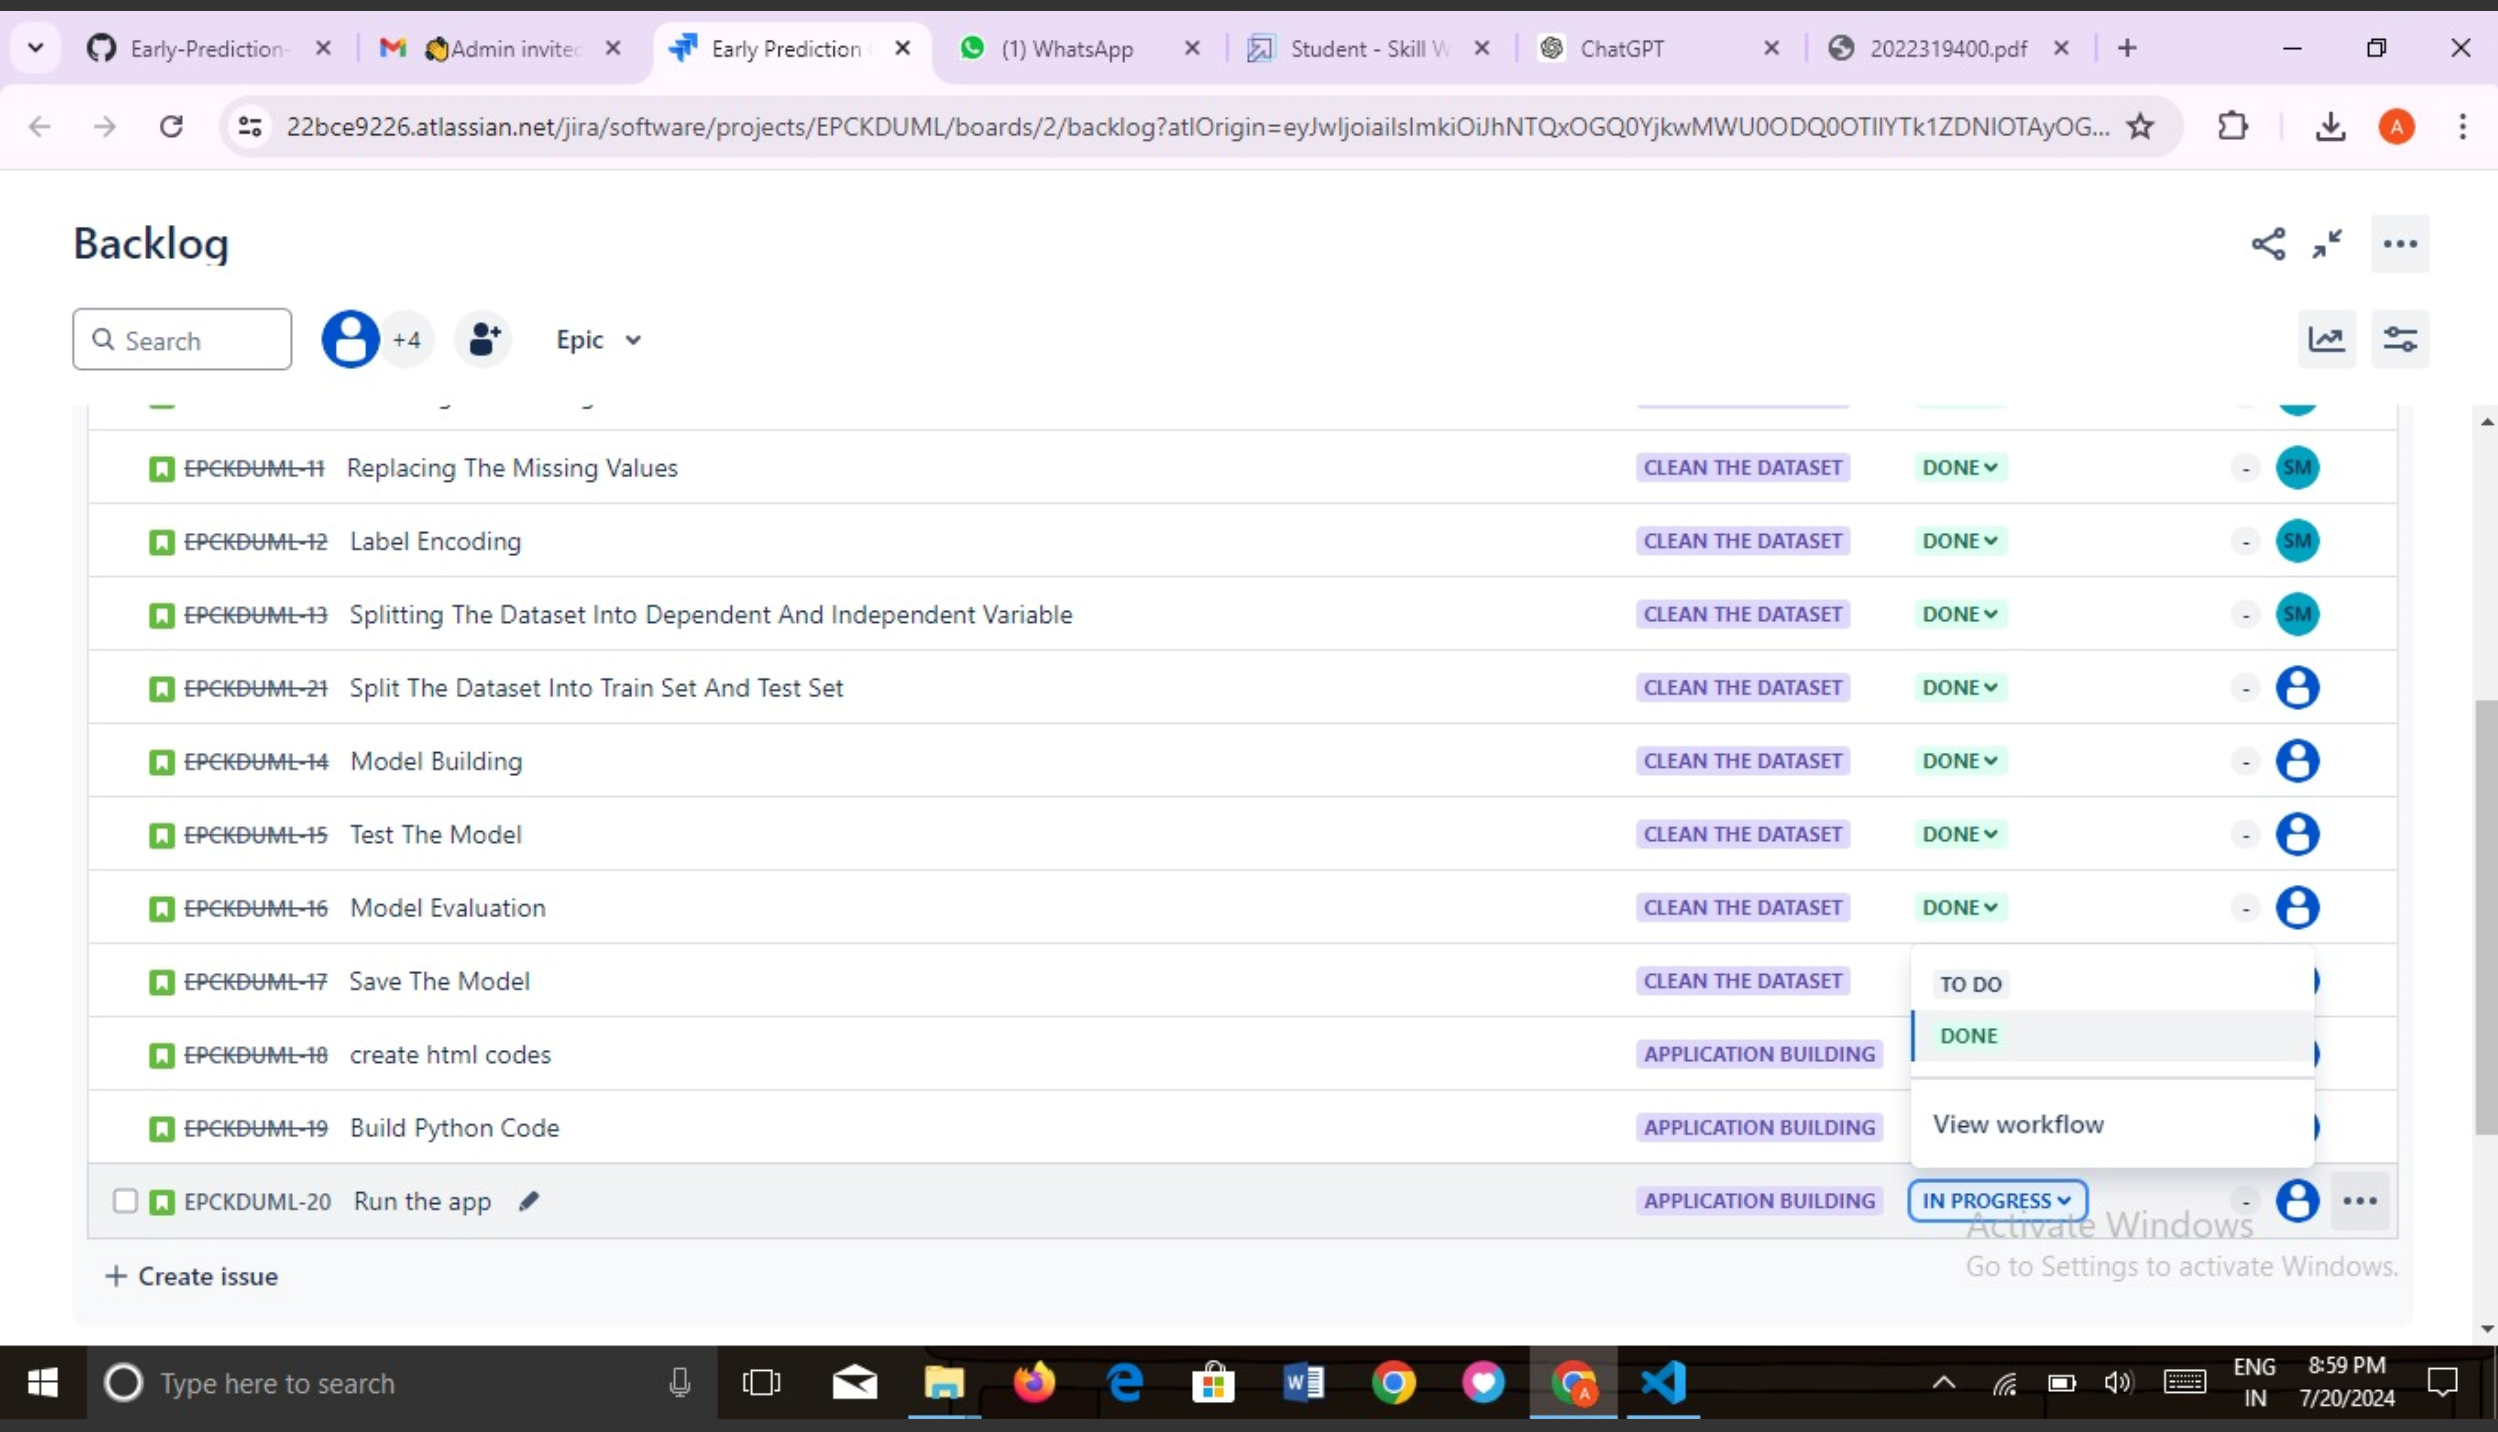 Early-Prediction-
Admin invited
Early Prediction
(1) WhatsApp
Student - Skill W
ChatGPT
2022319400.pdf
22bce9226.atlassian.net/jira/software/projects/EPCKDUML/boards/2/backlog?atlOrigin=
A
Backlog
Search
+4
Epic
EPCKDUML-11 Replacing The Missing Values CLEAN THE DATASET DONE - SM
EPCKDUML-12 Label Encoding CLEAN THE DATASET DONE - SM
EPCKDUML-13 Splitting The Dataset Into Dependent And Independent Variable CLEAN THE DATASET DONE - SM
EPCKDUML-21 Split The Dataset Into Train Set And Test Set CLEAN THE DATASET DONE -
EPCKDUML-14 Model Building CLEAN THE DATASET DONE -
EPCKDUML-15 Test The Model CLEAN THE DATASET DONE -
EPCKDUML-16 Model Evaluation CLEAN THE DATASET DONE -
EPCKDUML-17 Save The Model CLEAN THE DATASET
TO DO
DONE
EPCKDUML-18 create html codes APPLICATION BUILDING
View workflow
EPCKDUML-19 Build Python Code APPLICATION BUILDING
EPCKDUML-20 Run the app APPLICATION BUILDING IN PROGRESS -
Activate Windows
Go to Settings to activate Windows.
+ Create issue
Type here to search
ENG
IN
8:59 PM
7/20/2024